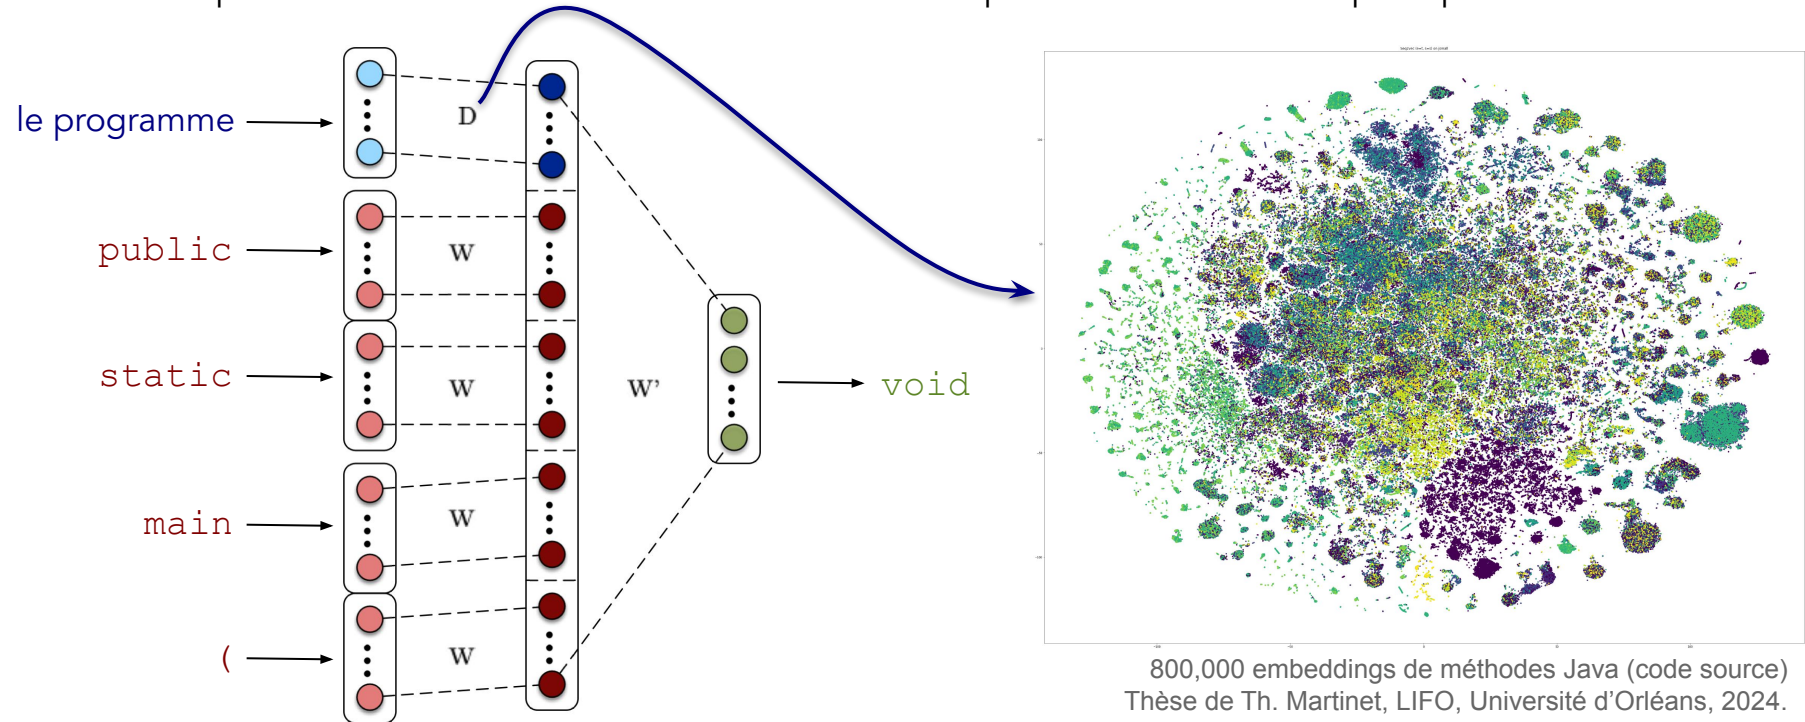 le programme
D
public
W
static
W
W'
void
main
W
(
W
800,000 embeddings de méthodes Java (code source)
Thèse de Th. Martinet, LIFO, Université d'Orléans, 2024.